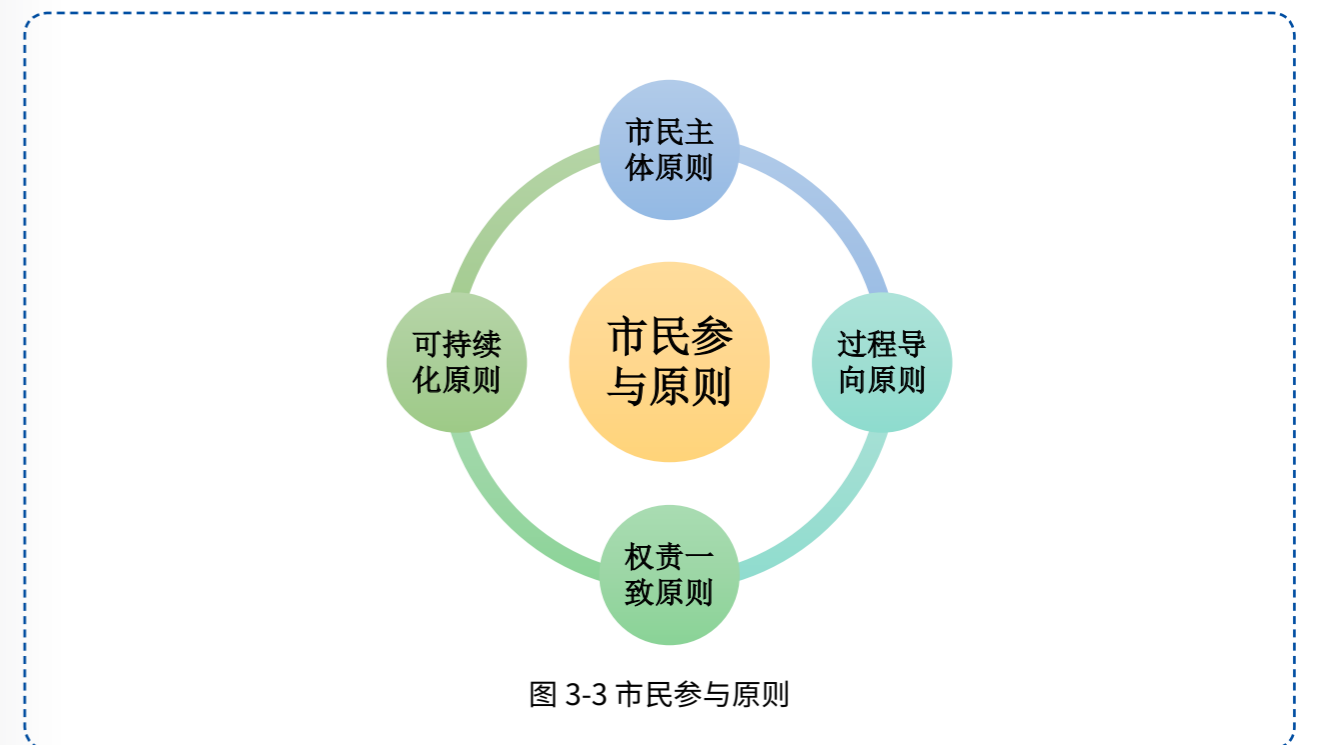 市民主
体原则
市民参
与原则
可持续
化原则
过程导
向原则
权责一
致原则
图 3-3 市民参与原则